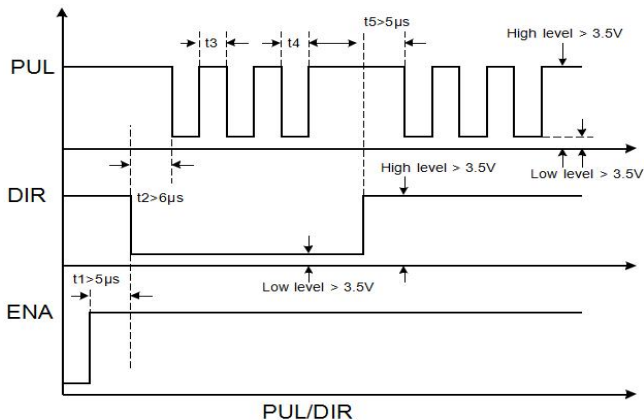 t5>5µs
High level > 3.5V
t3
t4
PUL
Low level > 3.5V
High level > 3.5V
DIR
t2>6µs
t1>5µs
Low level > 3.5V
ENA
PUL/DIR